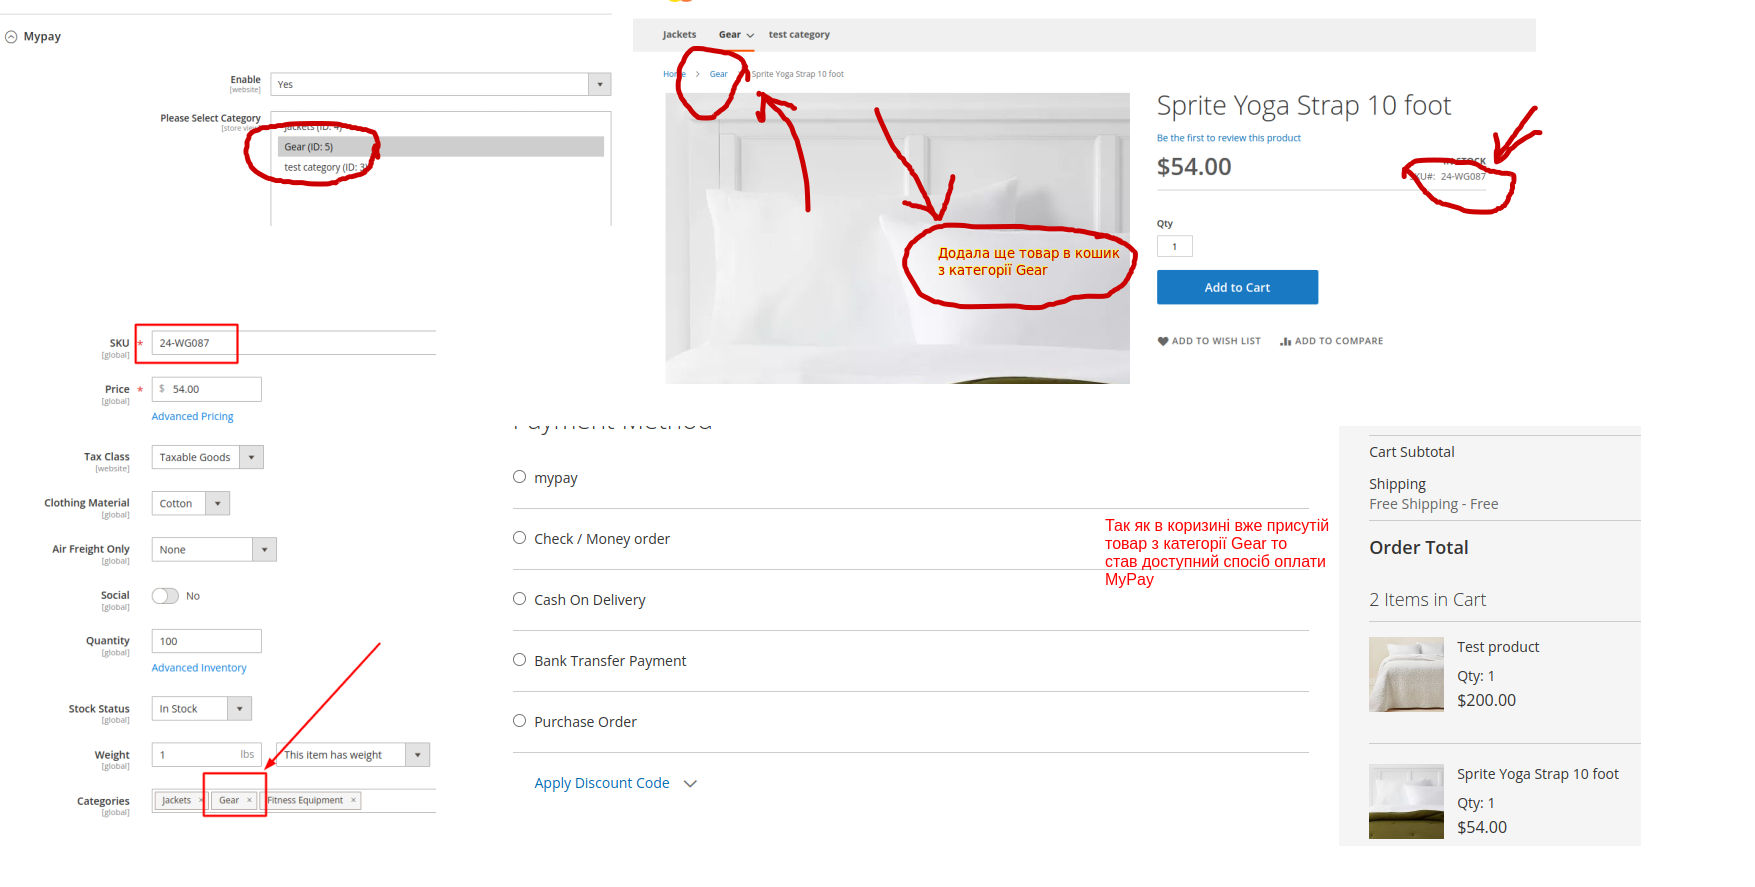 Mypay
Enable
[website]
Yes
Please Select Category
[store view]
Jackets (ID: 4)
Gear (ID: 5)
test category (ID: 3)
Jackets
Gear
test category
Home
Gear
Sprite Yoga Strap 10 foot
Sprite Yoga Strap 10 foot
Be the first to review this product
$54.00
STOCK
SKU#: 24-WG087
Qty
1
Add to Cart
ADD TO WISH LIST
ADD TO COMPARE
Додала ще товар в кошик
з категорії Gear
SKU
[global]
*
24-WG087
Price
[global]
*
$ 54.00
Advanced Pricing
Tax Class
[website]
Taxable Goods
Clothing Material
[global]
Cotton
Air Freight Only
[global]
None
Social
[global]
No
Quantity
[global]
100
Advanced Inventory
Stock Status
[global]
In Stock
Weight
[global]
1 lbs
This item has weight
Categories
[global]
Jackets ×
Gear ×
Fitness Equipment ×
Payment Method
mypay
Check / Money order
Cash On Delivery
Bank Transfer Payment
Purchase Order
Apply Discount Code
Так як в коризині вже присутій
товар з категорії Gear то
став доступний спосіб оплати
MyPay
Cart Subtotal
Shipping
Free Shipping - Free
Order Total
2 Items in Cart
Test product
Qty: 1
$200.00
Sprite Yoga Strap 10 foot
Qty: 1
$54.00